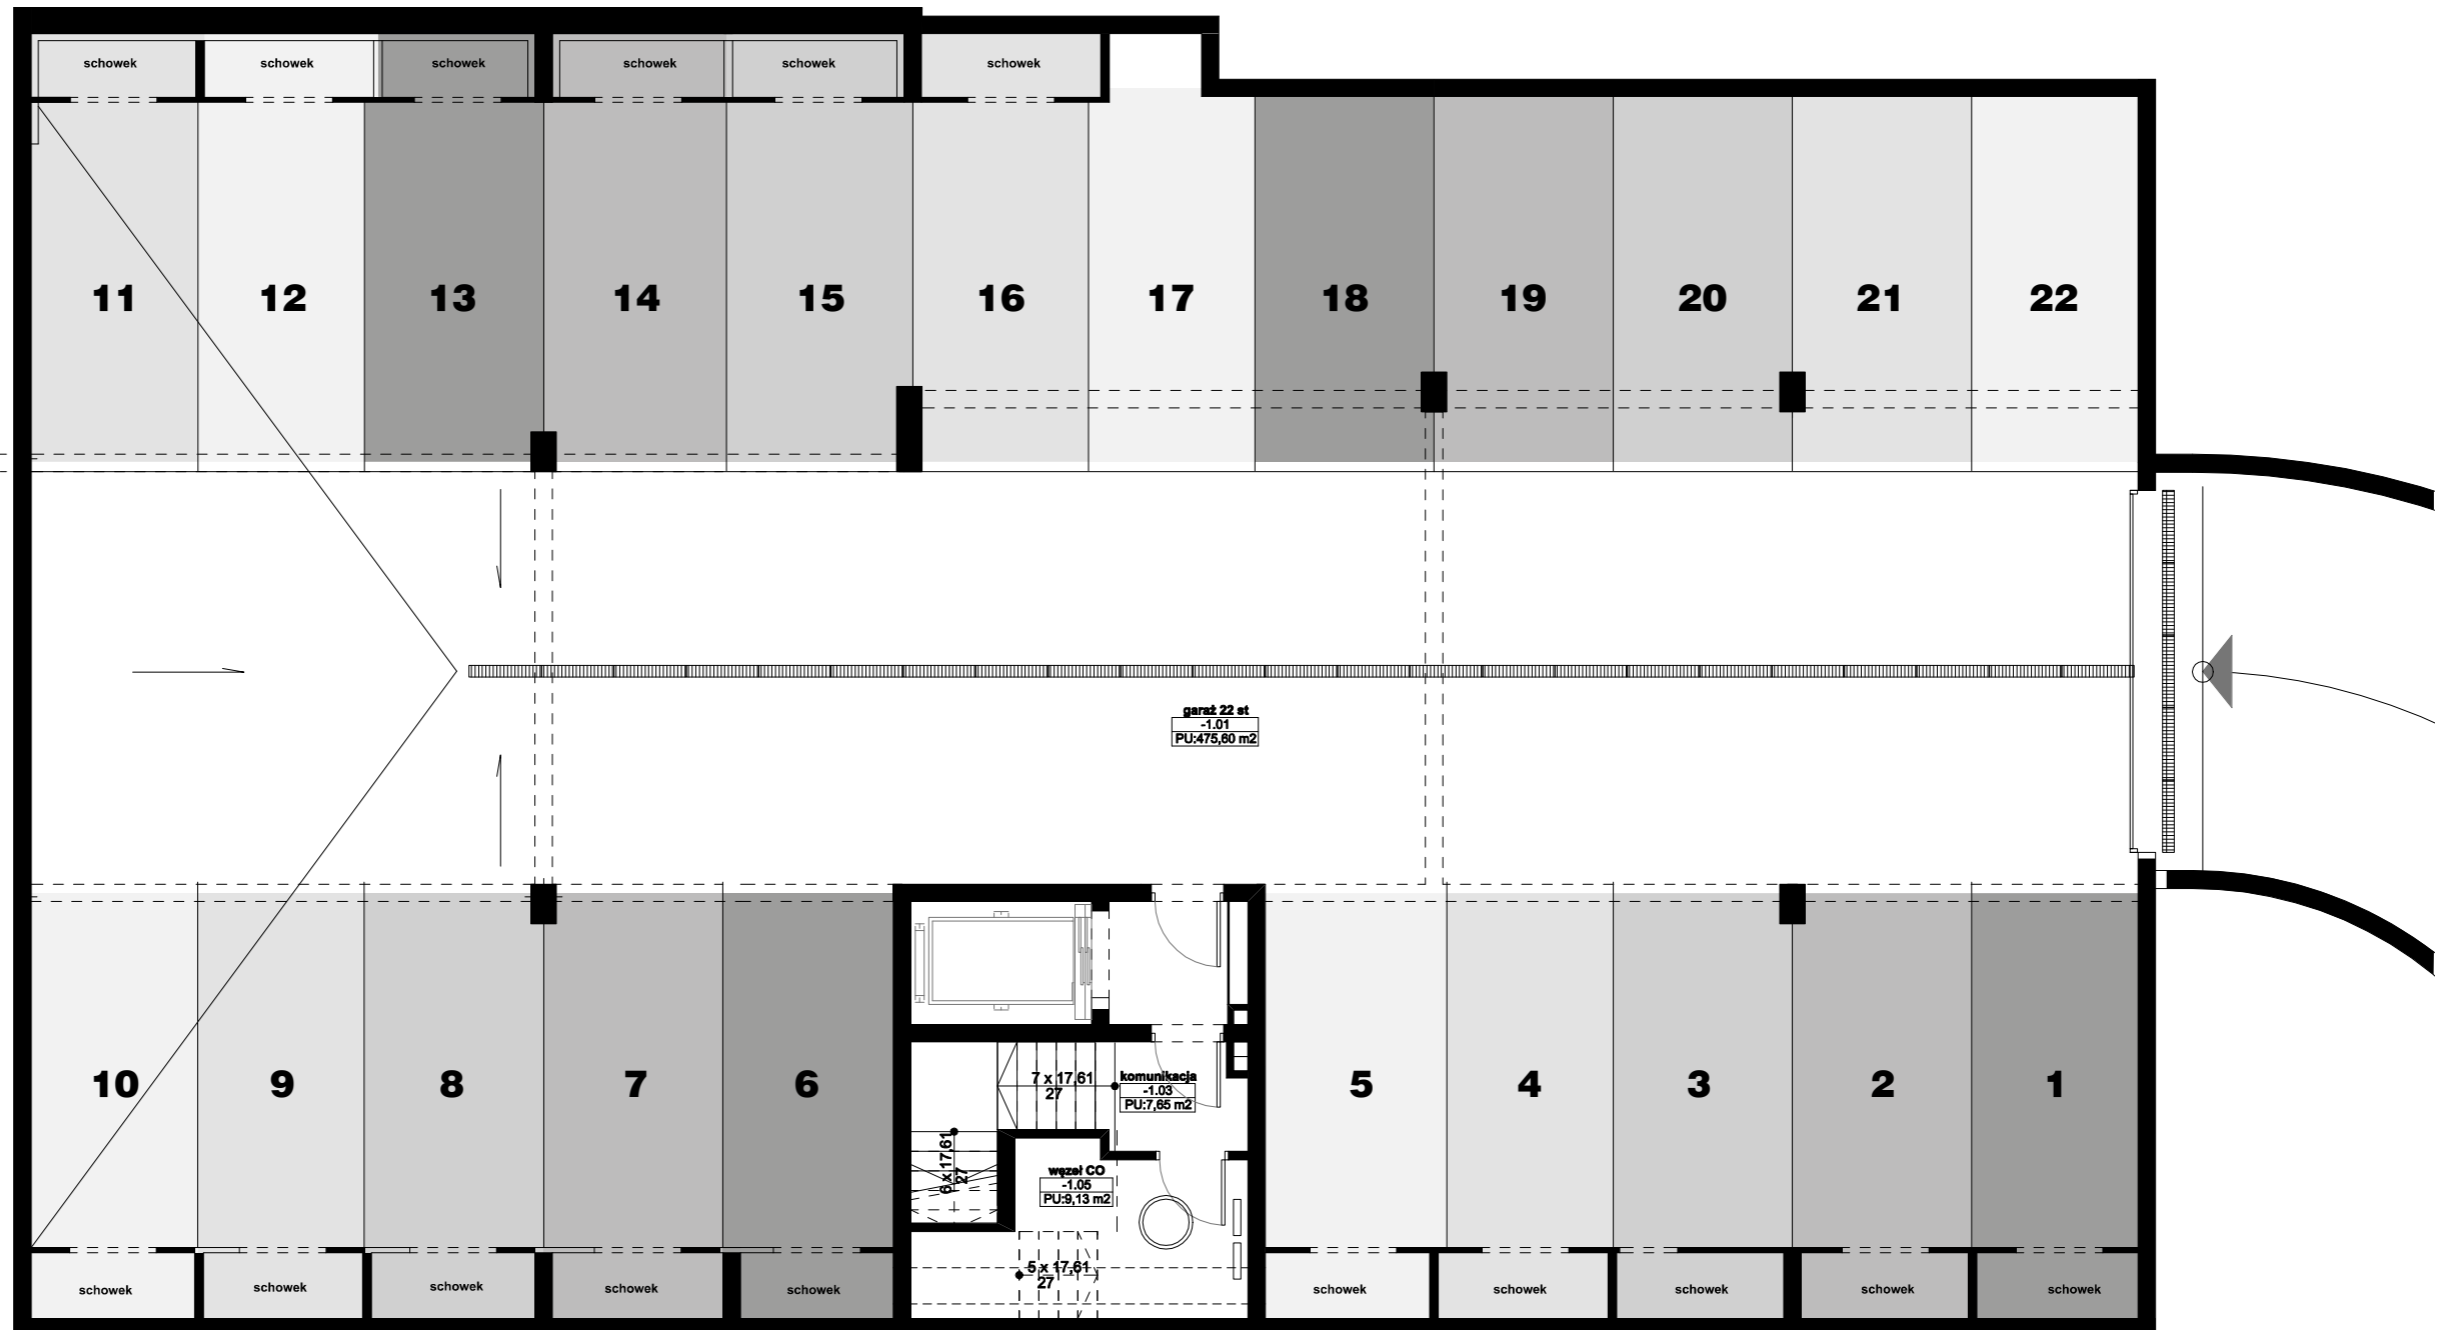 schowek schowek schowek schowek schowek schowek
11 12 13 14 15 16 17 18 19 20 21 22
garaż 22 st
-1.01
PU:475,60 m2
10 9 8 7 6
7 x 17,61
27
komunikacja
-1.03
PU:7,65 m2
5 4 3 2 1
6 x 17,61
27
węzeł CO
-1.05
PU:9,13 m2
5 x 17,61
27
schowek schowek schowek schowek schowek
schowek schowek schowek schowek schowek